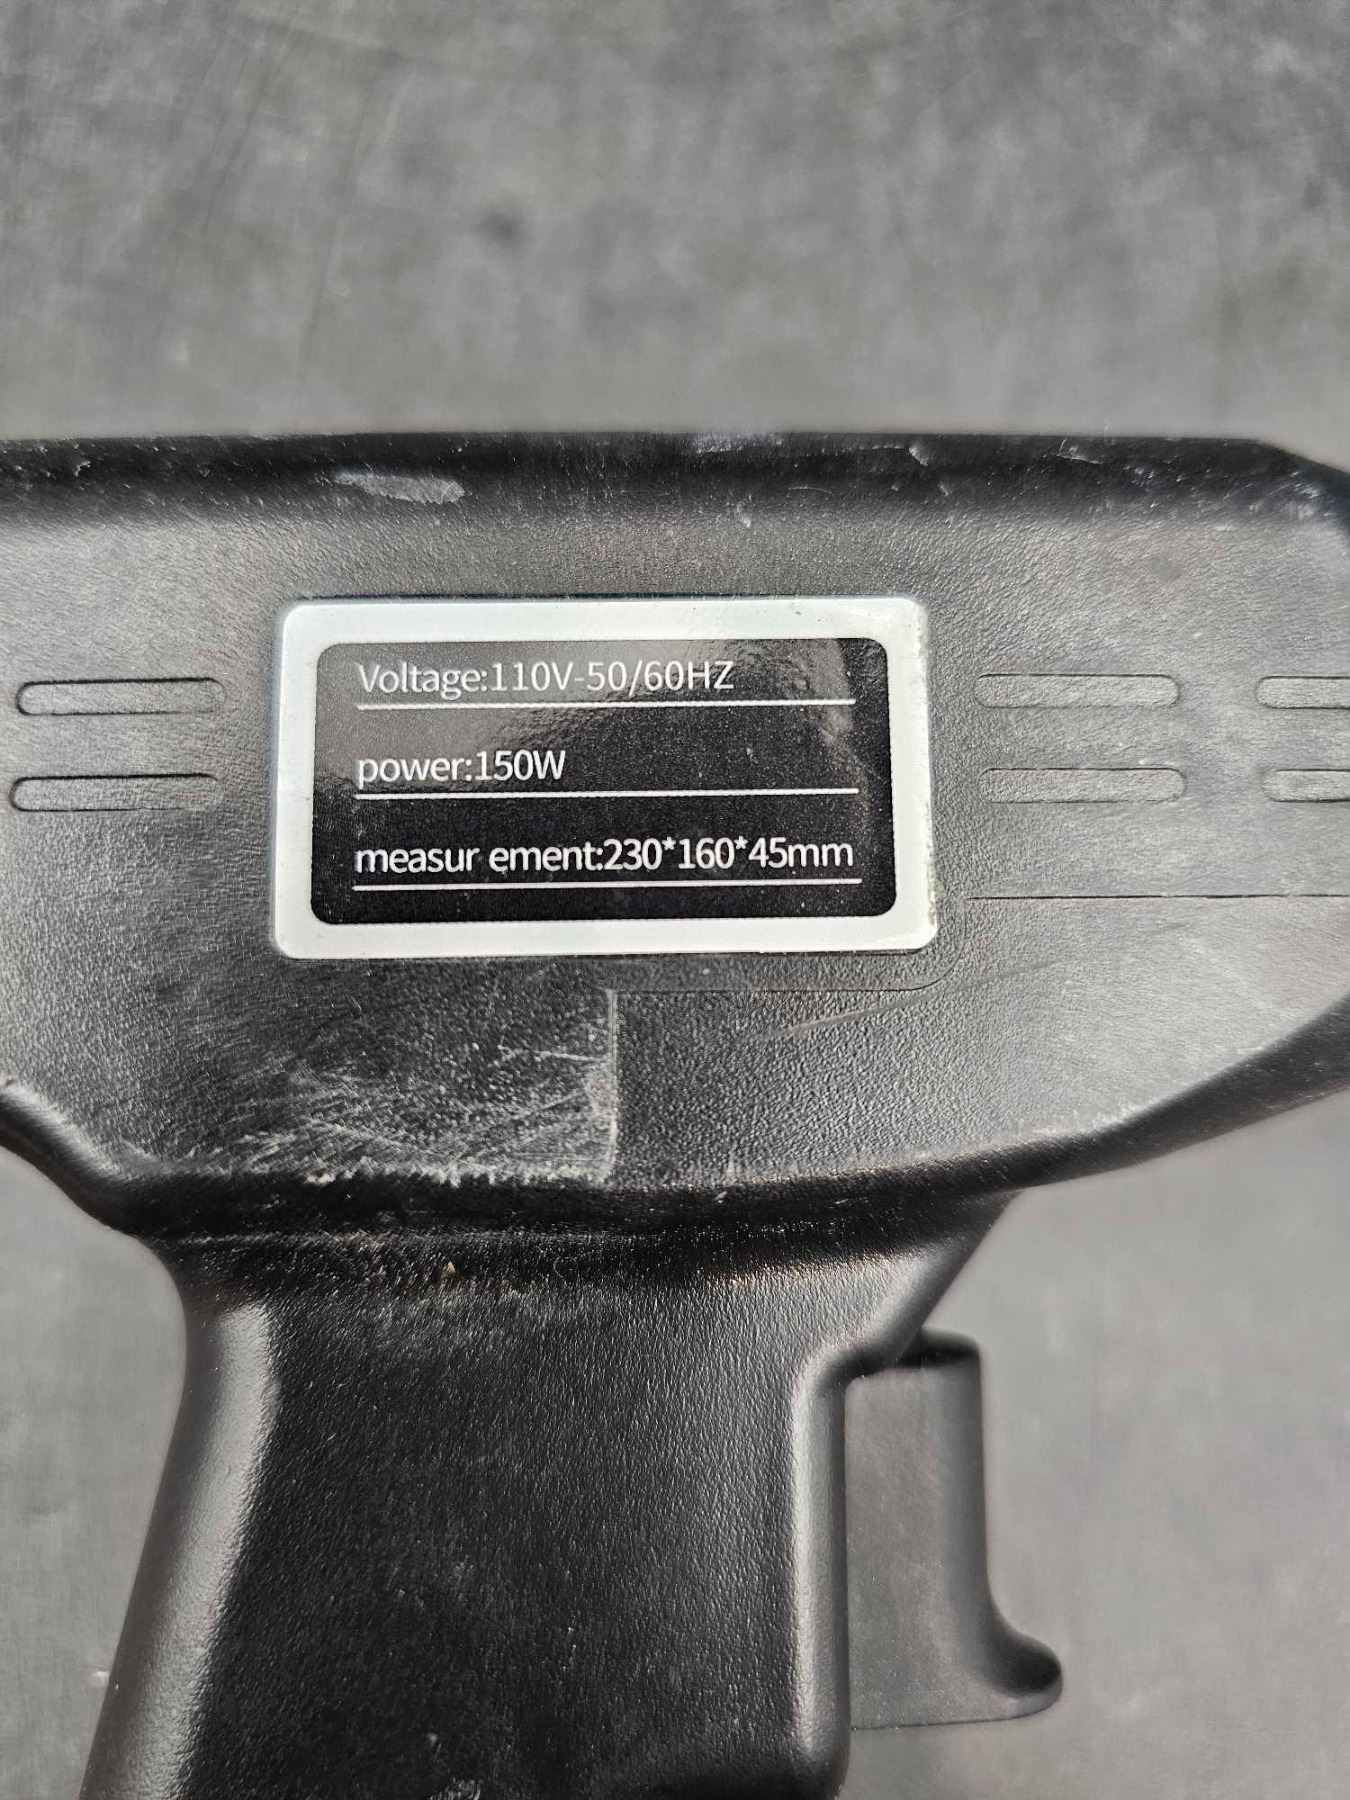 Voltage:110V-50/60HZ
power:150W
measur ement:230*160*45mm